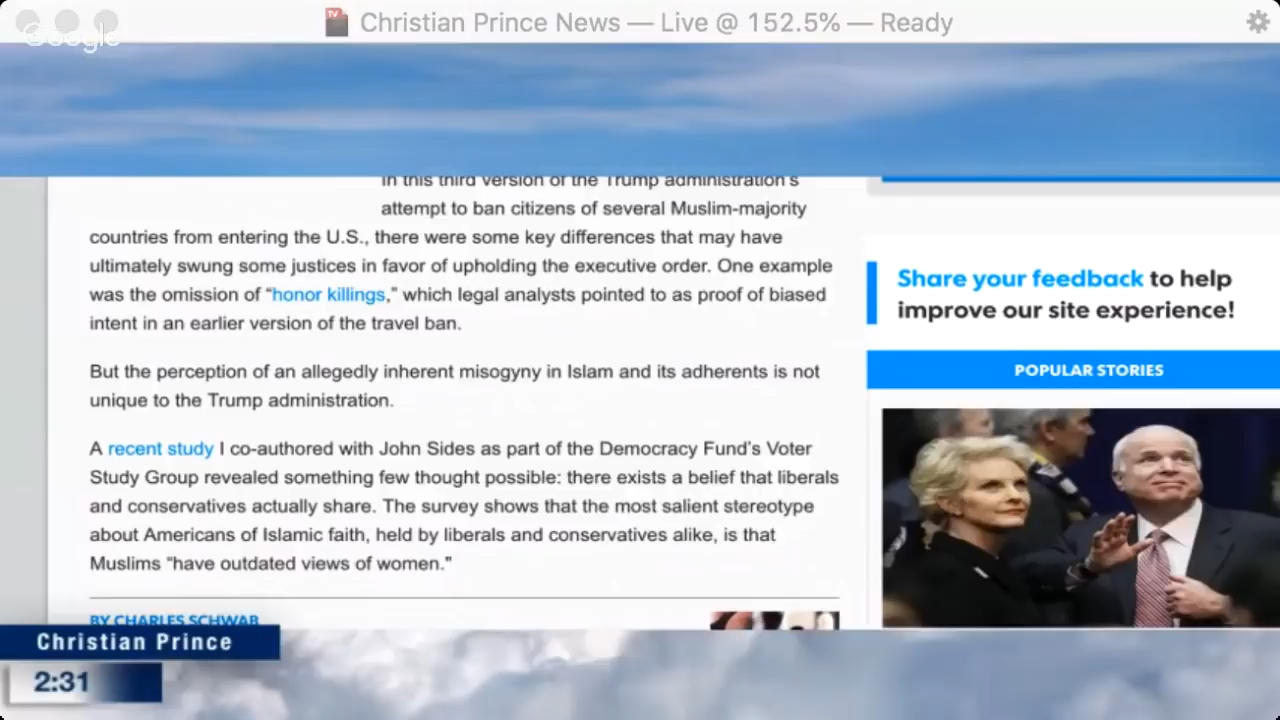 TV
Christian Prince News — Live @ 152.5% — Ready
Google
in this third version of the Trump administration's
attempt to ban citizens of several Muslim-majority
countries from entering the U.S., there were some key differences that may have
ultimately swung some justices in favor of upholding the executive order. One example
was the omission of “honor killings,” which legal analysts pointed to as proof of biased
intent in an earlier version of the travel ban.
But the perception of an allegedly inherent misogyny in Islam and its adherents is not
unique to the Trump administration.
A recent study I co-authored with John Sides as part of the Democracy Fund's Voter
Study Group revealed something few thought possible: there exists a belief that liberals
and conservatives actually share. The survey shows that the most salient stereotype
about Americans of Islamic faith, held by liberals and conservatives alike, is that
Muslims “have outdated views of women."
BY CHARLES SCHWAB
Share your feedback to help
improve our site experience!
POPULAR STORIES
Christian Prince
2:31